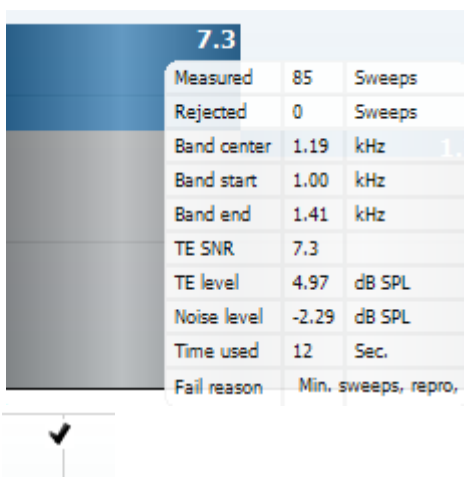 7.3
Measured 85 Sweeps
Rejected 0 Sweeps
Band center 1.19 kHz 1.
Band start 1.00 kHz
Band end 1.41 kHz
TE SNR 7.3
TE level 4.97 dB SPL
Noise level -2.29 dB SPL
Time used 12 Sec.
Fail reason Min. sweeps, repro,